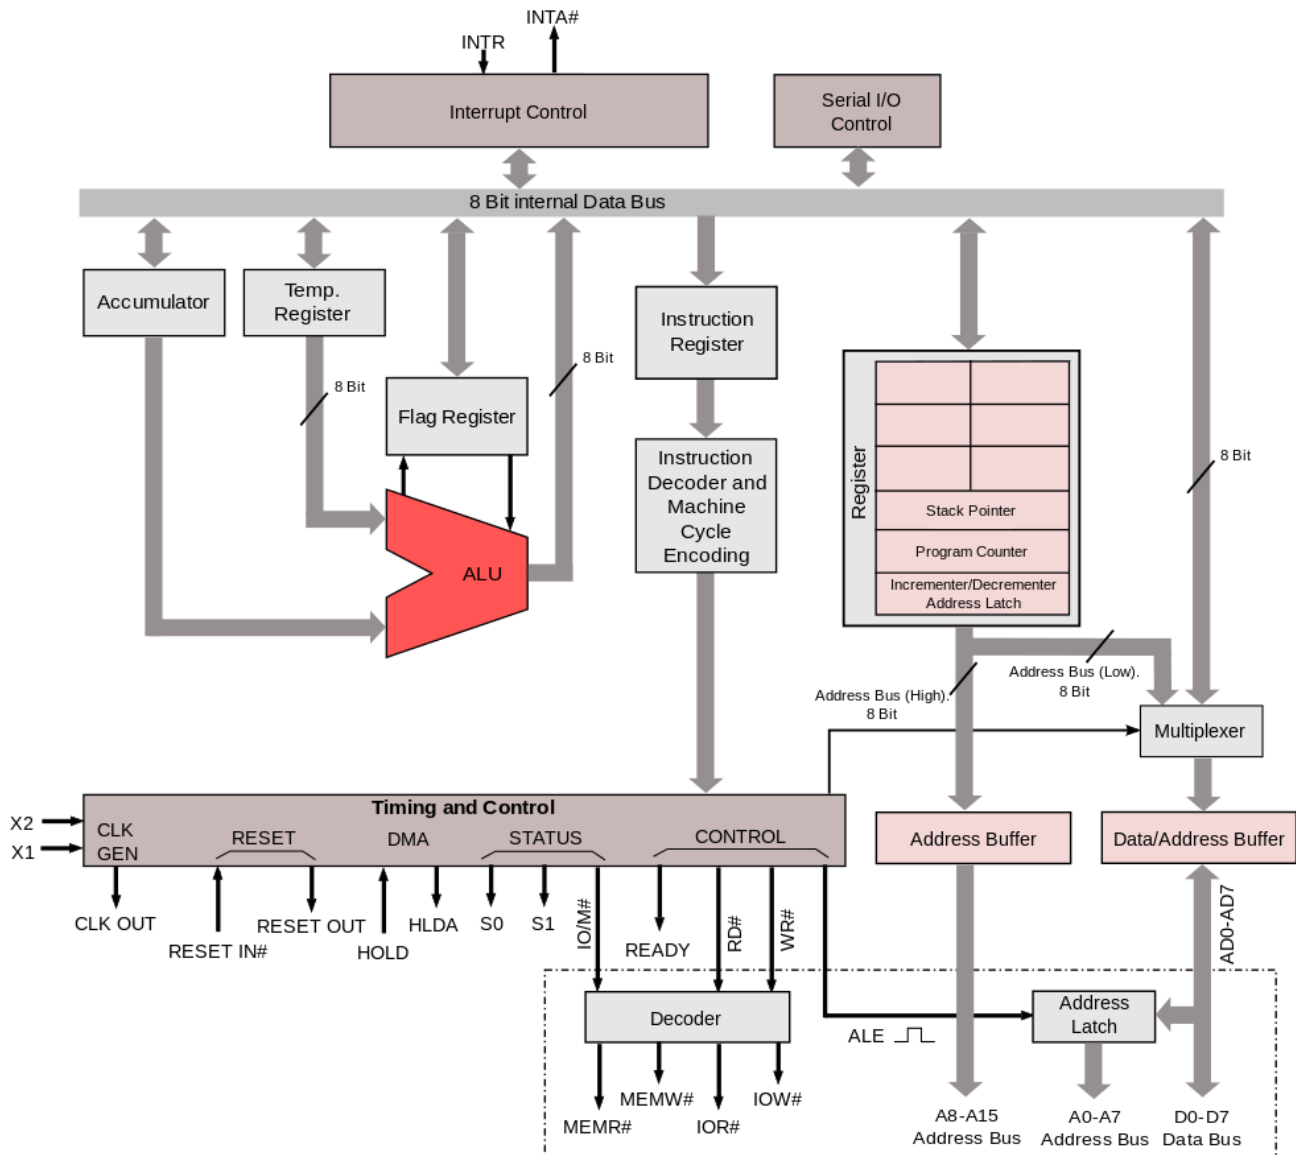 INTA#
INTR
Interrupt Control
Serial I/O
Control
8 Bit internal Data Bus
Accumulator
Temp.
Register
8 Bit
Flag Register
8 Bit
ALU
Instruction
Register
Instruction
Decoder and
Machine
Cycle
Encoding
Register
Stack Pointer
Program Counter
Incrementer/Decrementer
Address Latch
8 Bit
Address Bus (Low).
8 Bit
Address Bus (High).
8 Bit
Multiplexer
Timing and Control
X2
X1
CLK
GEN
RESET
DMA
STATUS
CONTROL
Address Buffer
Data/Address Buffer
CLK OUT
RESET IN#
RESET OUT
HOLD
HLDA
S0
S1
IO/M#
READY
RD#
WR#
AD0-AD7
Decoder
ALE
Address
Latch
MEMR#
MEMW#
IOR#
IOW#
A8-A15
Address Bus
A0-A7
Address Bus
D0-D7
Data Bus